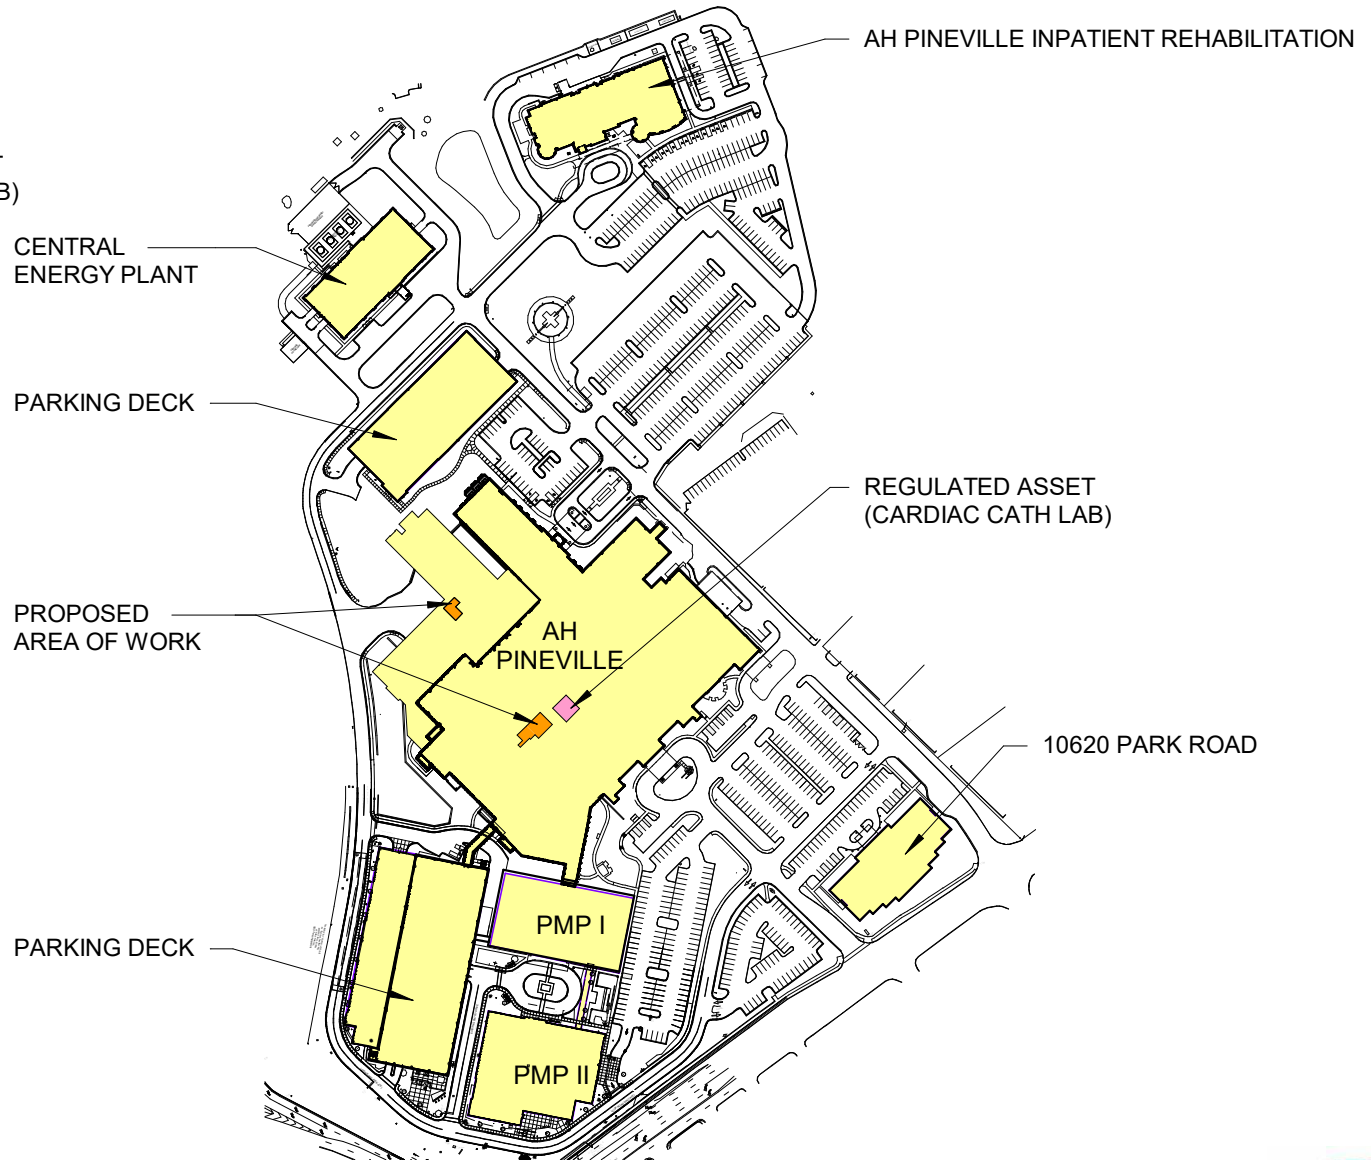 AH PINEVILLE INPATIENT REHABILITATION
B)
CENTRAL
ENERGY PLANT
PARKING DECK
REGULATED ASSET
(CARDIAC CATH LAB)
PROPOSED
AREA OF WORK
AH
PINEVILLE
10620 PARK ROAD
PMP I
PARKING DECK
PMP II